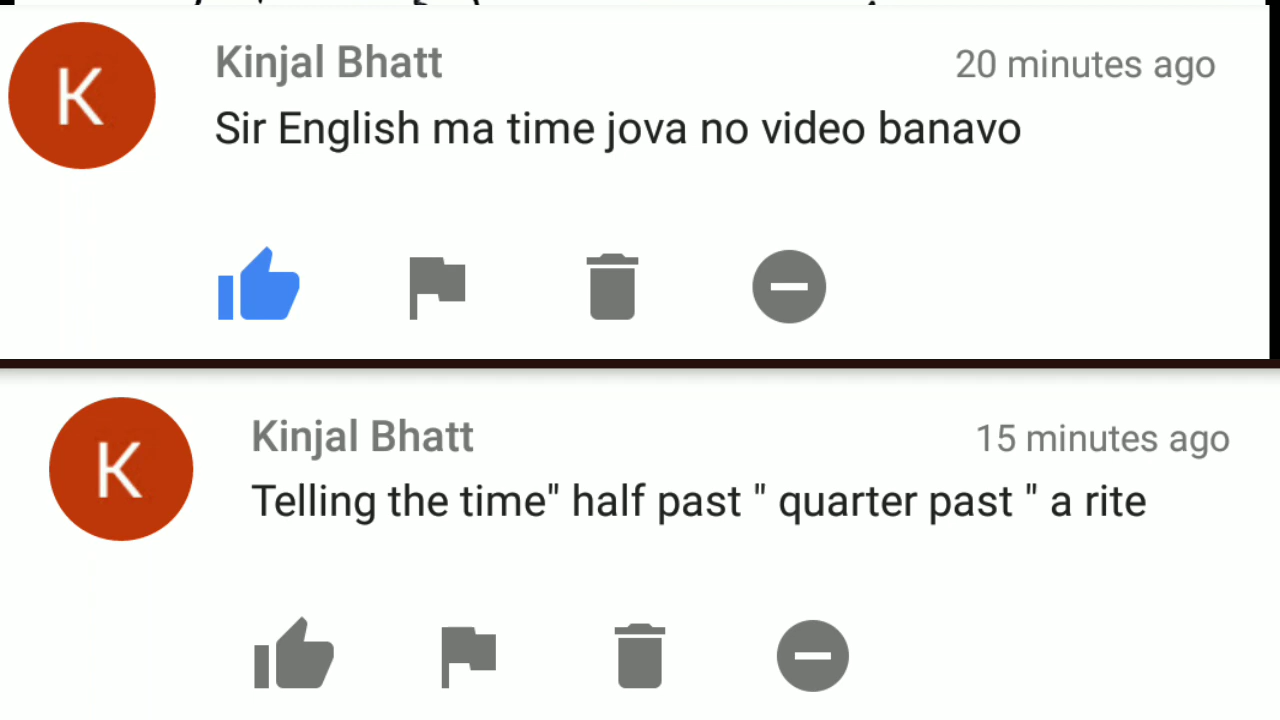 K
Kinjal Bhatt 20 minutes ago
Sir English ma time jova no video banavo
K
Kinjal Bhatt 15 minutes ago
Telling the time" half past " quarter past " a rite